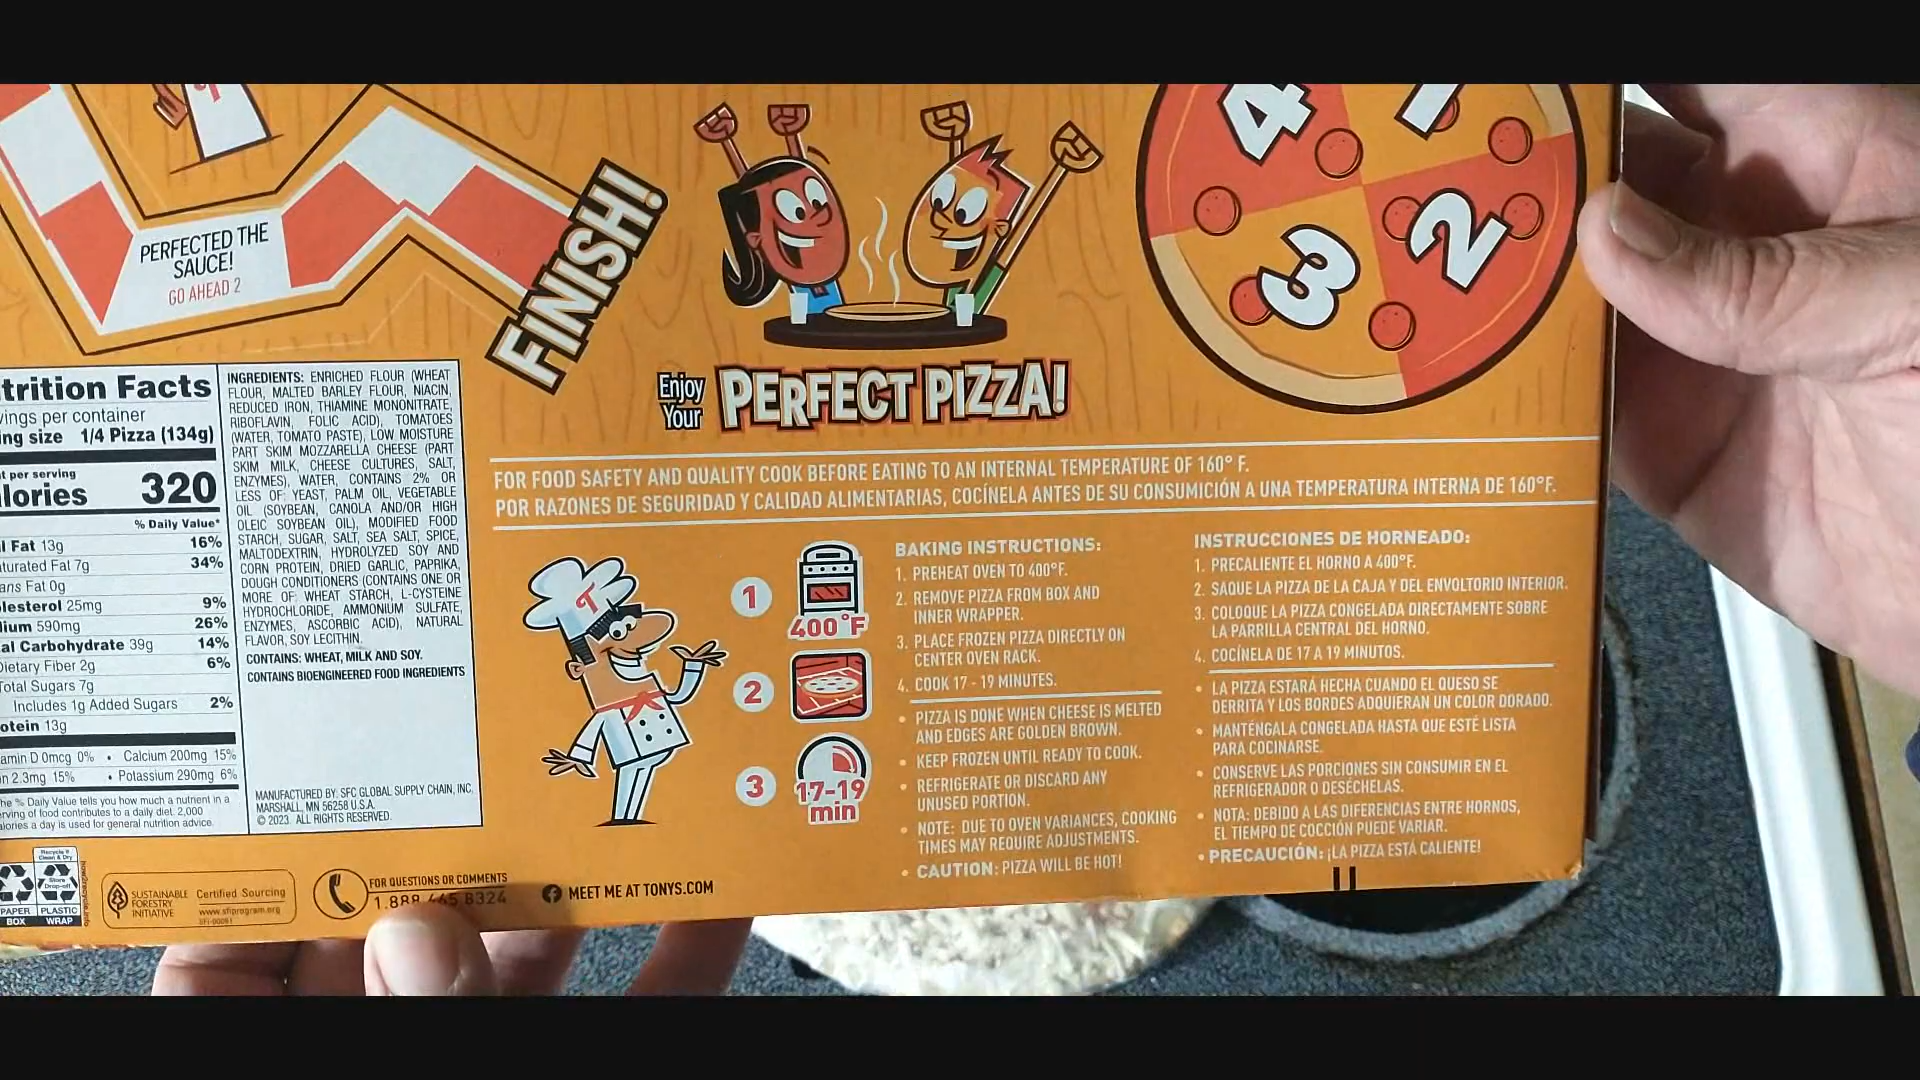 4
1
3
2
PERFECTED THE
SAUCE!
GO AHEAD 2
FINISH!
Enjoy
Your
PERFECT PIZZA!
trition Facts
vings per container
ing size 1/4 Pizza (134g)
t per serving
lories 320
% Daily Value*
l Fat 13g 16%
turated Fat 7g 34%
ans Fat 0g
lesterol 25mg 9%
dium 590mg 26%
al Carbohydrate 39g 14%
Dietary Fiber 2g 6%
Total Sugars 7g
Includes 1g Added Sugars 2%
otein 13g
amin D 0mcg 0% • Calcium 200mg 15%
n 2.3mg 15% • Potassium 290mg 6%
he % Daily Value tells you how much a nutrient in a
erving of food contributes to a daily diet. 2,000
alories a day is used for general nutrition advice.
INGREDIENTS: ENRICHED FLOUR (WHEAT
FLOUR, MALTED BARLEY FLOUR, NIACIN,
REDUCED IRON, THIAMINE MONONITRATE,
RIBOFLAVIN, FOLIC ACID), TOMATOES
(WATER, TOMATO PASTE), LOW MOISTURE
PART SKIM MOZZARELLA CHEESE (PART
SKIM MILK, CHEESE CULTURES, SALT,
ENZYMES), WATER, CONTAINS 2% OR
LESS OF: YEAST, PALM OIL, VEGETABLE
OIL (SOYBEAN, CANOLA AND/OR HIGH
OLEIC SOYBEAN OIL), MODIFIED FOOD
STARCH, SUGAR, SALT, SEA SALT, SPICE,
MALTODEXTRIN, HYDROLYZED SOY AND
CORN PROTEIN, DRIED GARLIC, PAPRIKA,
DOUGH CONDITIONERS (CONTAINS ONE OR
MORE OF: WHEAT STARCH, L-CYSTEINE
HYDROCHLORIDE, AMMONIUM SULFATE,
ENZYMES, ASCORBIC ACID), NATURAL
FLAVOR, SOY LECITHIN.
CONTAINS: WHEAT, MILK AND SOY.
CONTAINS BIOENGINEERED FOOD INGREDIENTS
MANUFACTURED BY: SFC GLOBAL SUPPLY CHAIN, INC.
MARSHALL, MN 56258 U.S.A.
© 2023. ALL RIGHTS RESERVED.
FOR FOOD SAFETY AND QUALITY COOK BEFORE EATING TO AN INTERNAL TEMPERATURE OF 160° F.
POR RAZONES DE SEGURIDAD Y CALIDAD ALIMENTARIAS, COCÍNELA ANTES DE SU CONSUMICIÓN A UNA TEMPERATURA INTERNA DE 160°F.
T
1
400°F
2
3
17-19
min
BAKING INSTRUCTIONS:
1. PREHEAT OVEN TO 400°F.
2. REMOVE PIZZA FROM BOX AND
INNER WRAPPER.
3. PLACE FROZEN PIZZA DIRECTLY ON
CENTER OVEN RACK.
4. COOK 17 - 19 MINUTES.
• PIZZA IS DONE WHEN CHEESE IS MELTED
AND EDGES ARE GOLDEN BROWN.
• KEEP FROZEN UNTIL READY TO COOK.
• REFRIGERATE OR DISCARD ANY
UNUSED PORTION.
• NOTE: DUE TO OVEN VARIANCES, COOKING
TIMES MAY REQUIRE ADJUSTMENTS.
• CAUTION: PIZZA WILL BE HOT!
INSTRUCCIONES DE HORNEADO:
1. PRECALIENTE EL HORNO A 400°F.
2. SAQUE LA PIZZA DE LA CAJA Y DEL ENVOLTORIO INTERIOR.
3. COLOQUE LA PIZZA CONGELADA DIRECTAMENTE SOBRE
LA PARRILLA CENTRAL DEL HORNO.
4. COCÍNELA DE 17 A 19 MINUTOS.
• LA PIZZA ESTARÁ HECHA CUANDO EL QUESO SE
DERRITA Y LOS BORDES ADQUIERAN UN COLOR DORADO.
• MANTÉNGALA CONGELADA HASTA QUE ESTÉ LISTA
PARA COCINARSE.
• CONSERVE LAS PORCIONES SIN CONSUMIR EN EL
REFRIGERADOR O DESÉCHELAS.
• NOTA: DEBIDO A LAS DIFERENCIAS ENTRE HORNOS,
EL TIEMPO DE COCCIÓN PUEDE VARIAR.
• PRECAUCIÓN: ¡LA PIZZA ESTÁ CALIENTE!
Recycle if
Clean & Dry
Store
Drop-off
PAPER PLASTIC
BOX WRAP
how2recycle.info
SUSTAINABLE
FORESTRY
INITIATIVE
Certified Sourcing
www.sfiprogram.org
FOR QUESTIONS OR COMMENTS
1.888.465.8324
MEET ME AT TONYS.COM